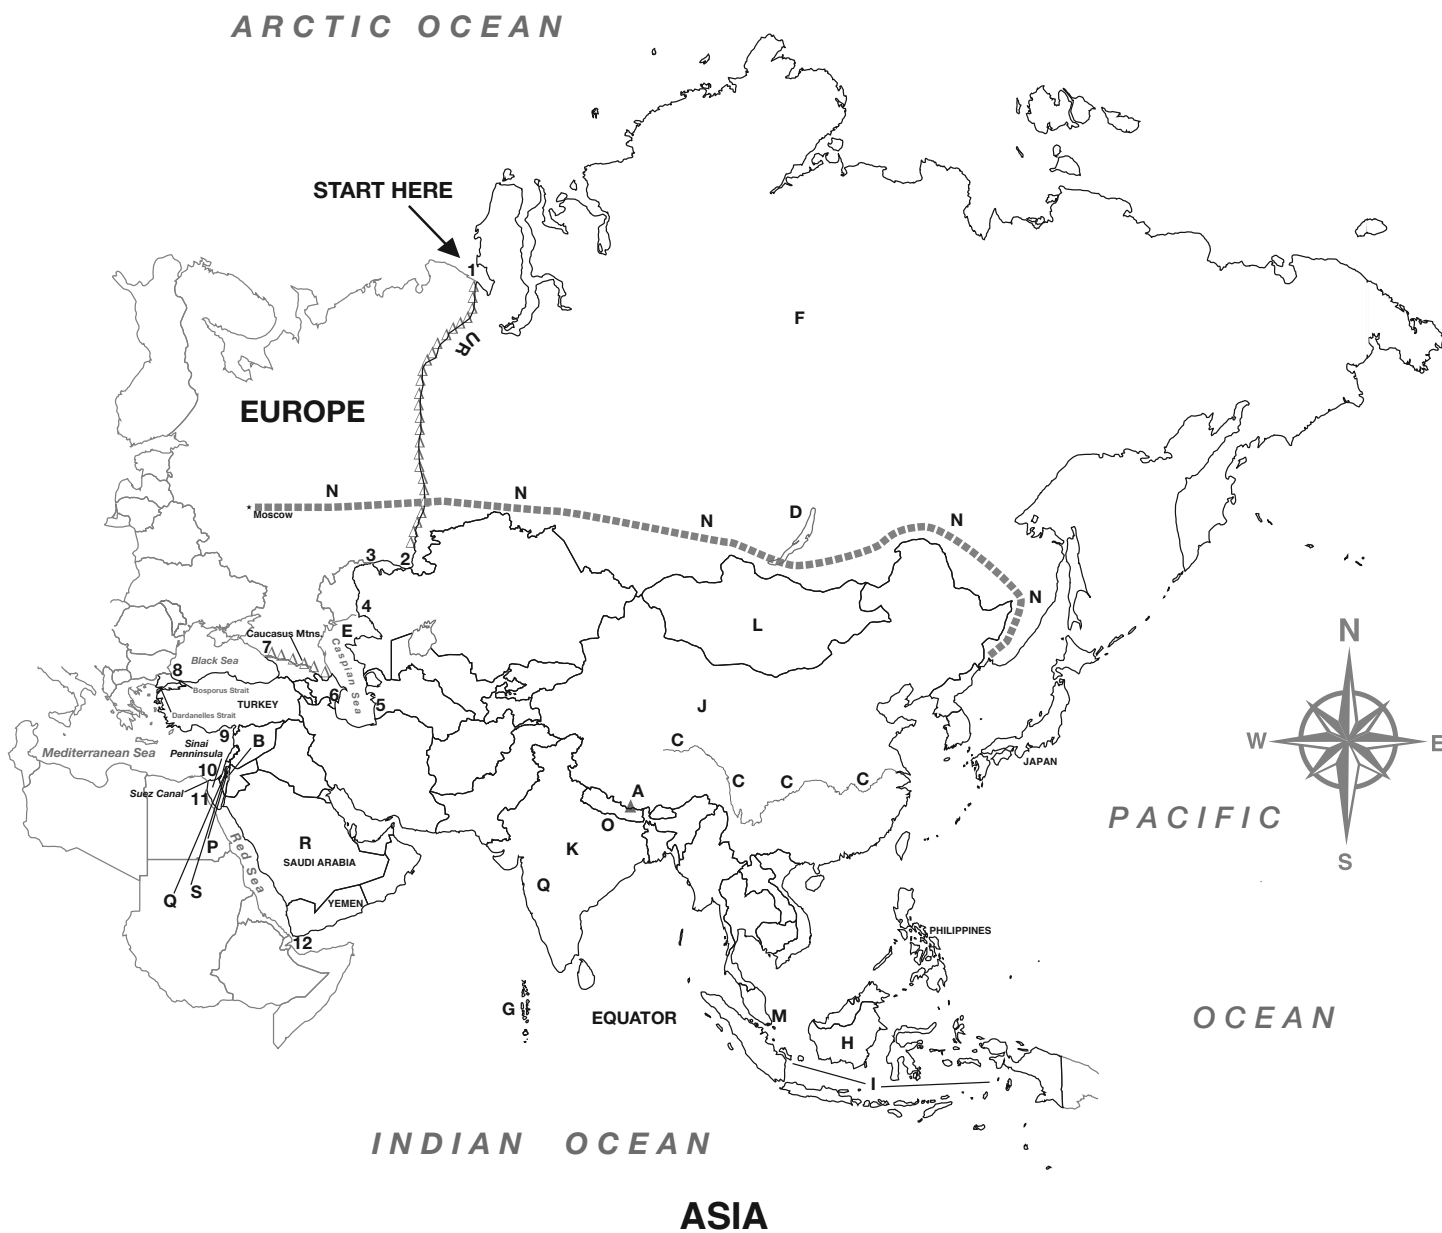 ARCTIC OCEAN
START HERE
1
F
UR
EUROPE
N
N
N
N
N
D
Moscow
3
2
4
E
L
Caspian Sea
Caucasus Mtns.
7
Black Sea
8
Bosporus Strait
6
5
TURKEY
Dardanelles Strait
J
N
W
E
S
9
B
Sinai
Penninsula
Mediterranean Sea
C
C
C
C
10
Suez Canal
11
A
JAPAN
O
PACIFIC
P
Red Sea
R
SAUDI ARABIA
K
Q
Q
S
YEMEN
12
PHILIPPINES
G
EQUATOR
M
H
OCEAN
I
INDIAN OCEAN
ASIA